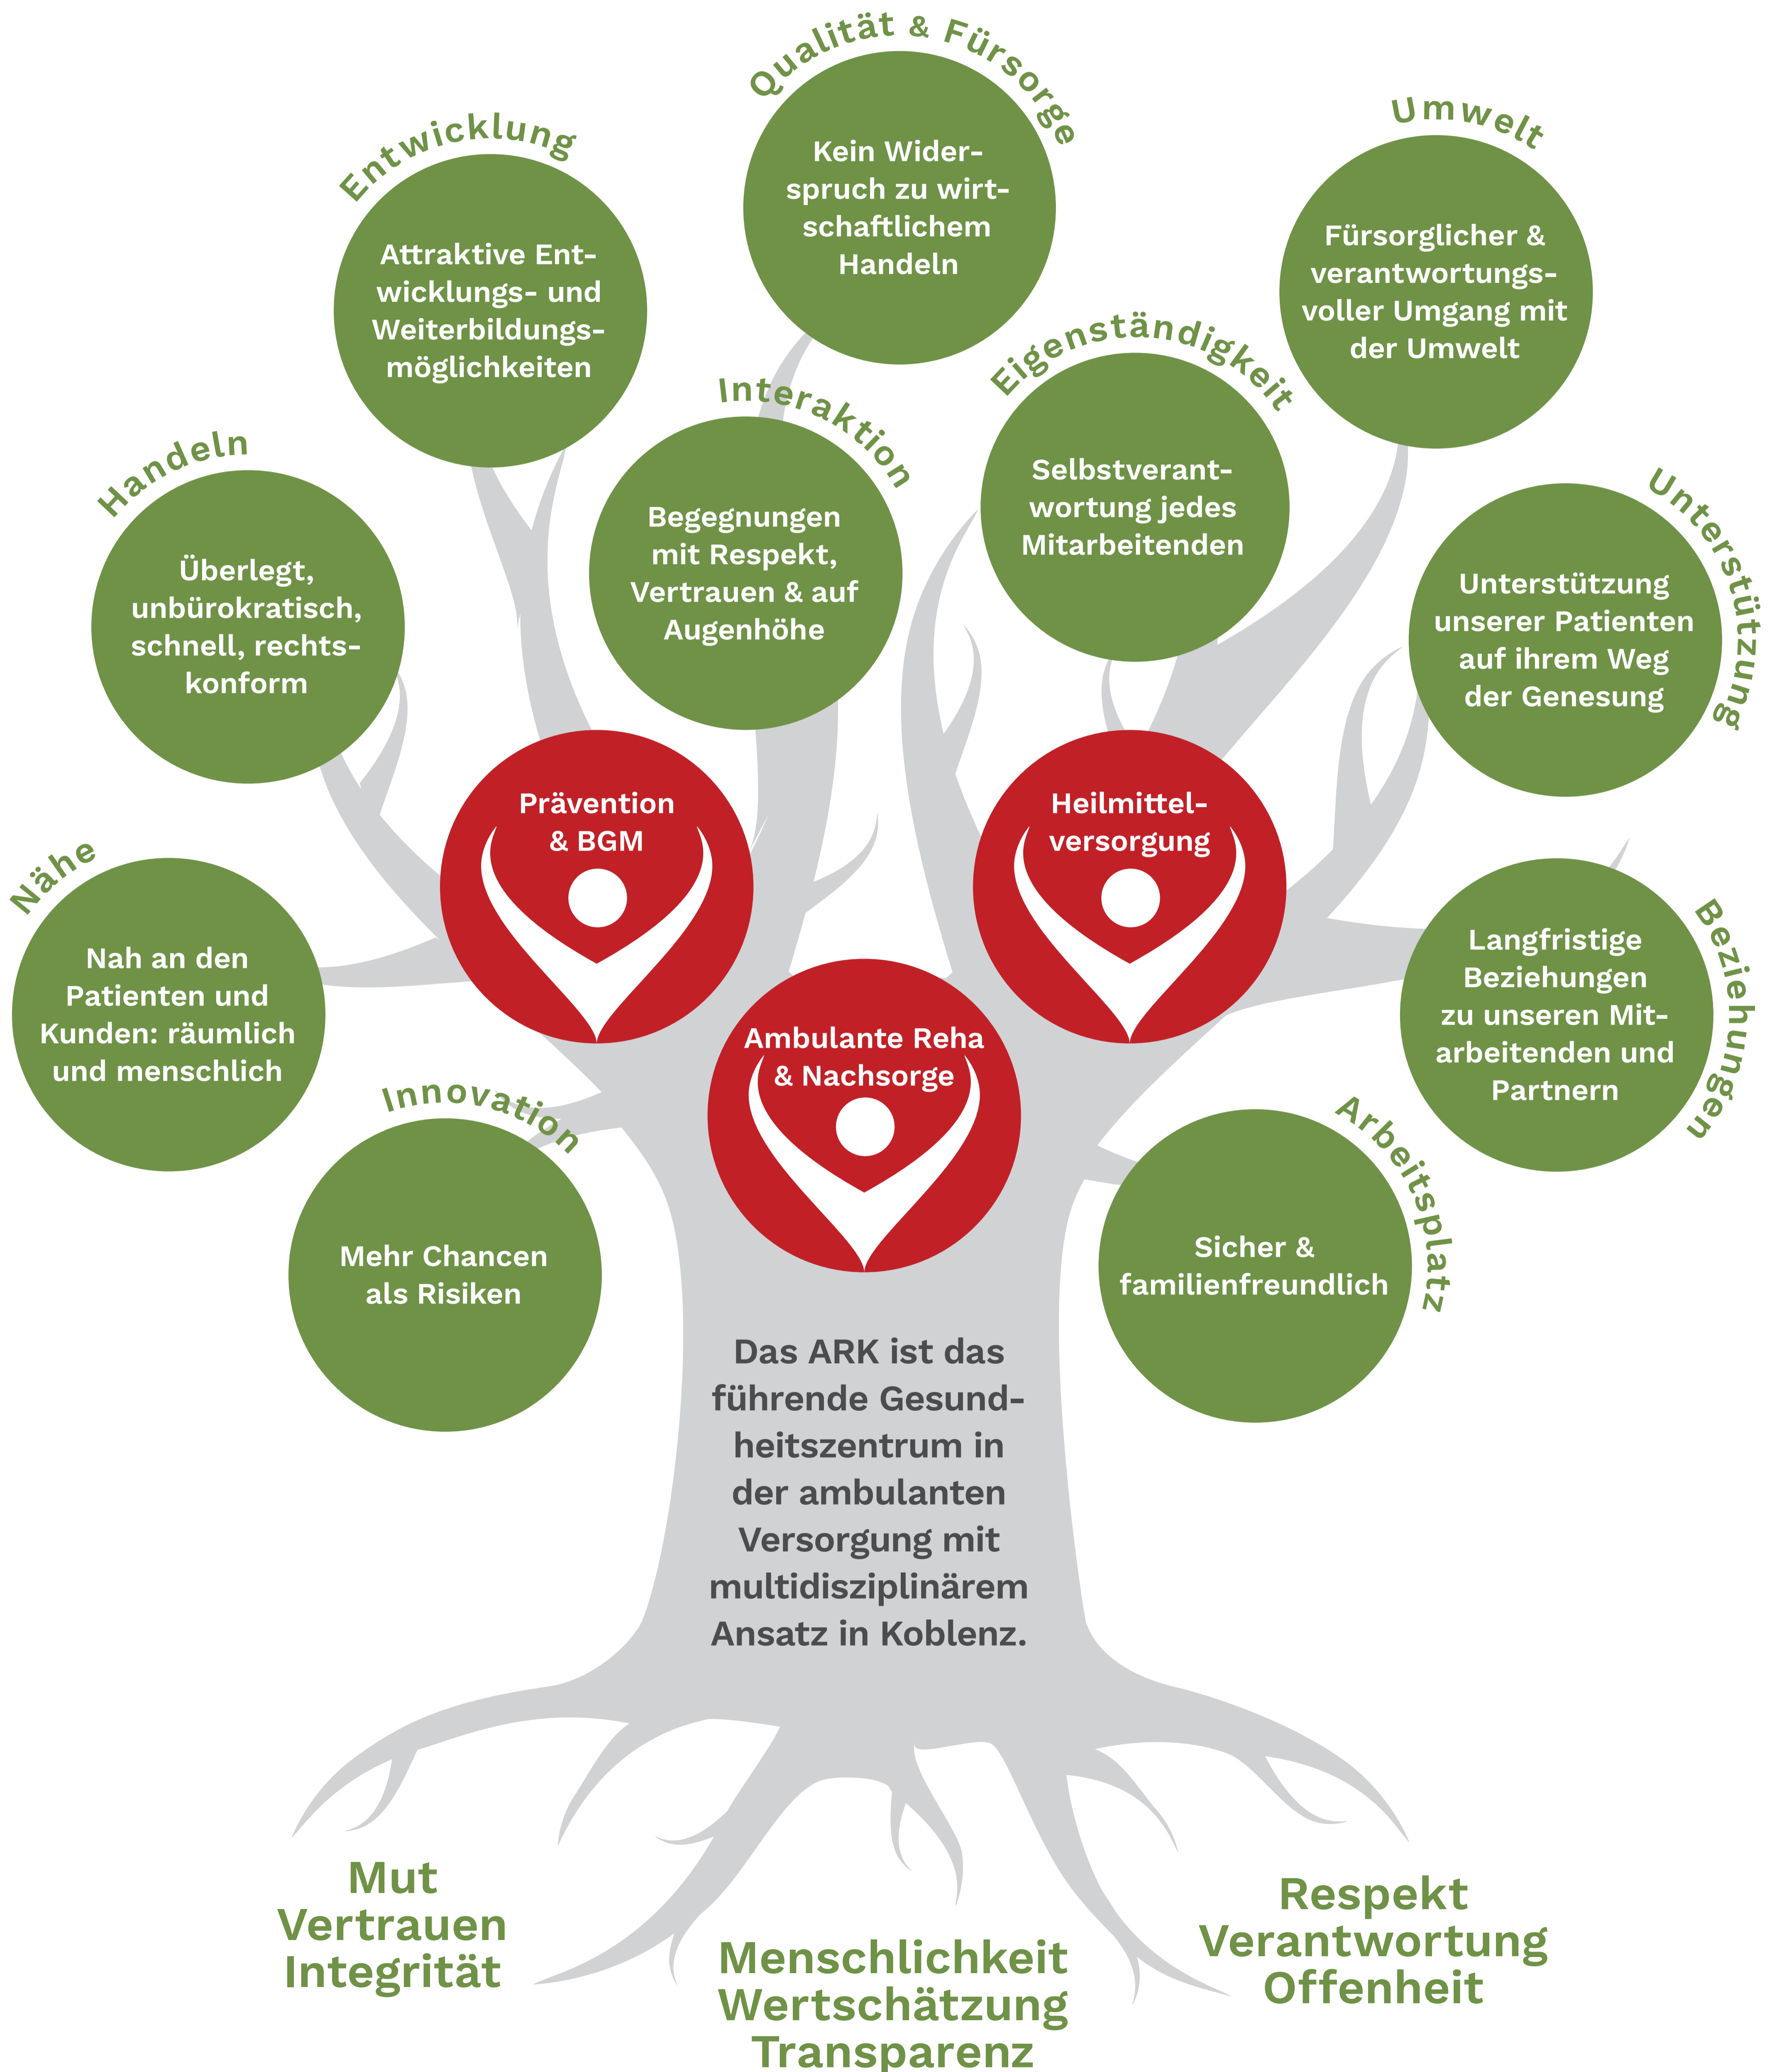 Qualität & Fürsorge
Kein Wider-
spruch zu wirt-
schaftlichem
Handeln
Entwicklung
Attraktive Ent-
wicklungs- und
Weiterbildungs-
möglichkeiten
Umwelt
Fürsorglicher &
verantwortungs-
voller Umgang mit
der Umwelt
Eigenständigkeit
Selbstverant-
wortung jedes
Mitarbeitenden
Interaktion
Begegnungen
mit Respekt,
Vertrauen & auf
Augenhöhe
Handeln
Überlegt,
unbürokratisch,
schnell, rechts-
konform
Unterstützung
Unterstützung
unserer Patienten
auf ihrem Weg
der Genesung
Prävention
& BGM
Heilmittel-
versorgung
Nähe
Nah an den
Patienten und
Kunden: räumlich
und menschlich
Beziehungen
Langfristige
Beziehungen
zu unseren Mit-
arbeitenden und
Partnern
Ambulante Reha
& Nachsorge
Innovation
Mehr Chancen
als Risiken
Arbeitsplatz
Sicher &
familienfreundlich
Das ARK ist das
führende Gesund-
heitszentrum in
der ambulanten
Versorgung mit
multidisziplinärem
Ansatz in Koblenz.
Mut
Vertrauen
Integrität
Menschlichkeit
Wertschätzung
Transparenz
Respekt
Verantwortung
Offenheit